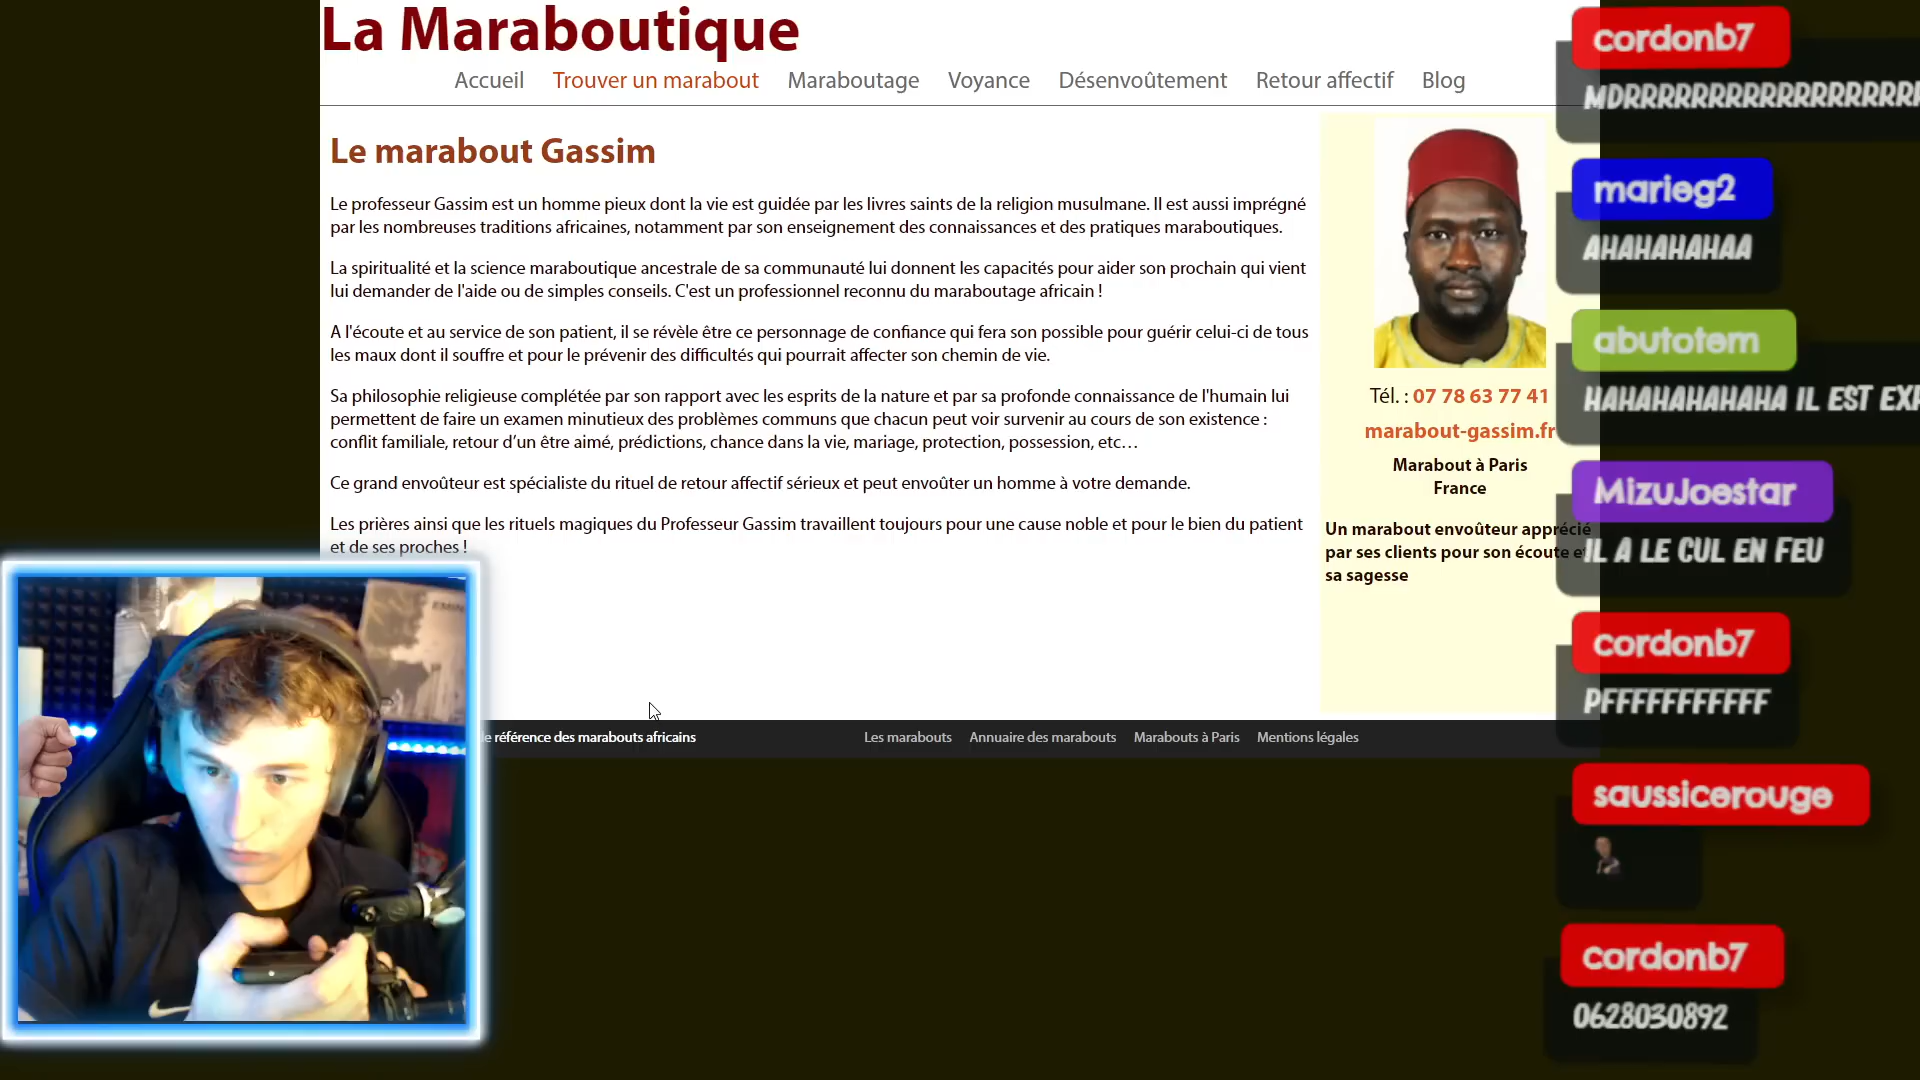 La Maraboutique
Accueil Trouver un marabout Maraboutage Voyance Désenvoûtement Retour affectif Blog
Le marabout Gassim
Le professeur Gassim est un homme pieux dont la vie est guidée par les livres saints de la religion musulmane. Il est aussi imprégné
par les nombreuses traditions africaines, notamment par son enseignement des connaissances et des pratiques maraboutiques.
La spiritualité et la science maraboutique ancestrale de sa communauté lui donnent les capacités pour aider son prochain qui vient
lui demander de l'aide ou de simples conseils. C'est un professionnel reconnu du maraboutage africain !
A l'écoute et au service de son patient, il se révèle être ce personnage de confiance qui fera son possible pour guérir celui-ci de tous
les maux dont il souffre et pour le prévenir des difficultés qui pourrait affecter son chemin de vie.
Sa philosophie religieuse complétée par son rapport avec les esprits de la nature et par sa profonde connaissance de l'humain lui
permettent de faire un examen minutieux des problèmes communs que chacun peut voir survenir au cours de son existence :
conflit familiale, retour d’un être aimé, prédictions, chance dans la vie, mariage, protection, possession, etc…
Ce grand envoûteur est spécialiste du rituel de retour affectif sérieux et peut envoûter un homme à votre demande.
Les prières ainsi que les rituels magiques du Professeur Gassim travaillent toujours pour une cause noble et pour le bien du patient
et de ses proches !
Tél. : 07 78 63 77 41
marabout-gassim.fr
Marabout à Paris
France
Un marabout envoûteur apprécié
par ses clients pour son écoute et
sa sagesse
de référence des marabouts africains
Les marabouts Annuaire des marabouts Marabouts à Paris Mentions légales
cordonb7
MDRRRRRRRRRRRRRRRRRR
marieg2
AHAHAHAHAA
abutotem
HAHAHAHAHAHA IL EST EXP
MizuJoestar
IL A LE CUL EN FEU
cordonb7
PFFFFFFFFFFF
saussicerouge
cordonb7
0628030892